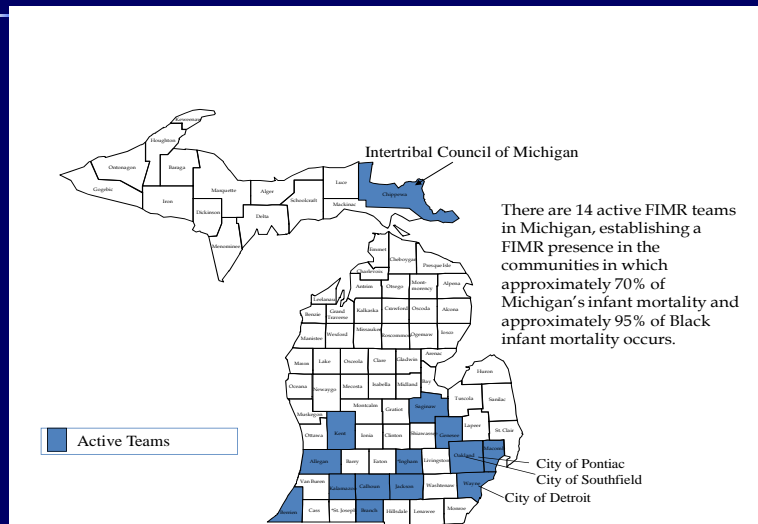 Keweenaw
Houghton
Ontonagon
Baraga
Gogebic
Iron
Marquette
Dickinson
Menominee
Alger
Delta
Schoolcraft
Luce
Mackinac
Chippewa
Intertribal Council of Michigan
There are 14 active FIMR teams
in Michigan, establishing a
FIMR presence in the
communities in which
approximately 70% of
Michigan's infant mortality and
approximately 95% of Black
infant mortality occurs.
Emmet
Cheboygan
Presque Isle
Charlevoix
Antrim
Otsego
Mont-
morency
Alpena
Leelanau
Benzie
Grand
Traverse
Kalkaska
Crawford
Oscoda
Alcona
Manistee
Wexford
Missaukee
Roscommon
Ogemaw
Iosco
Mason
Lake
Osceola
Clare
Gladwin
Arenac
Huron
Oceana
Newaygo
Mecosta
Isabella
Midland
Bay
Tuscola
Sanilac
Muskegon
Montcalm
Gratiot
Saginaw
Lapeer
St. Clair
Ottawa
Kent
Ionia
Clinton
Shiawassee
Genesee
Allegan
Barry
Eaton
Ingham
Livingston
Oakland
Macomb
Van Buren
Kalamazoo
Calhoun
Jackson
Washtenaw
Wayne
Berrien
Cass
*St. Joseph
Branch
Hillsdale
Lenawee
Monroe
City of Pontiac
City of Southfield
City of Detroit
Active Teams